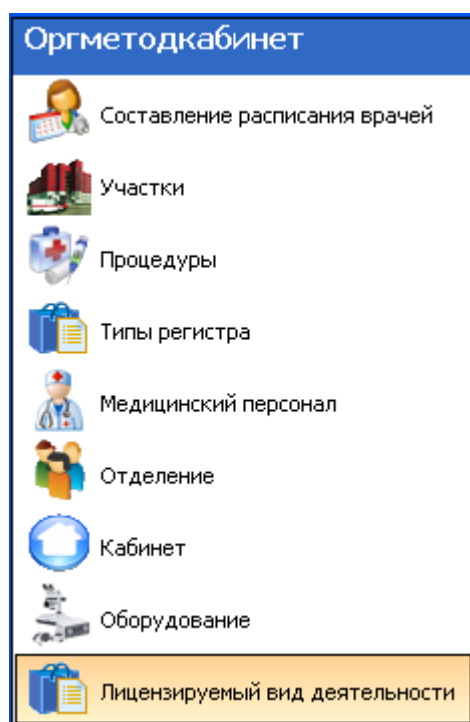 Оргметодкабинет
Составление расписания врачей
Участки
Процедуры
Типы регистра
Медицинский персонал
Отделение
Кабинет
Оборудование
Лицензируемый вид деятельности